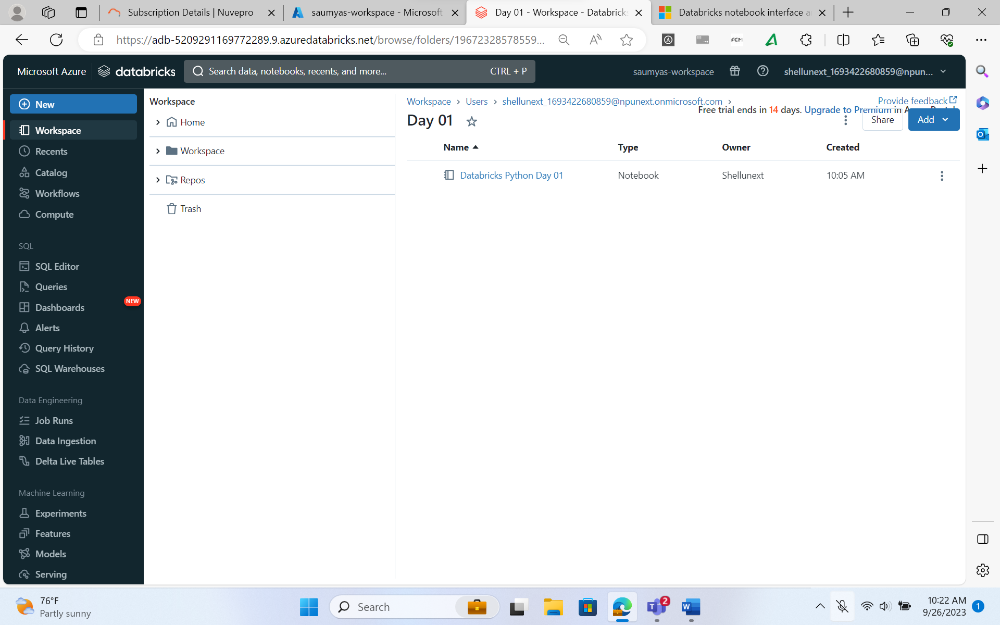 Subscription Details | Nuvepro
saumyas-workspace - Microsoft
Day 01 - Workspace - Databricks
Databricks notebook interface a
https://adb-5209291169772289.9.azuredatabricks.net/browse/folders/19672328578559...
Microsoft Azure
databricks
Search data, notebooks, recents, and more...
CTRL + P
saumyas-workspace
shellunext_1693422680859@npun...
New
Workspace
Recents
Catalog
Workflows
Compute
SQL
SQL Editor
Queries
Dashboards
NEW
Alerts
Query History
SQL Warehouses
Data Engineering
Job Runs
Data Ingestion
Delta Live Tables
Machine Learning
Experiments
Features
Models
Serving
Workspace
Home
Workspace
Repos
Trash
Workspace > Users > shellunext_1693422680859@npunext.onmicrosoft.com >
Provide feedback
Free trial ends in 14 days. Upgrade to Premium in
Day 01
Share
Add
Name Type Owner Created
Databricks Python Day 01 Notebook Shellunext 10:05 AM
FCM
76°F
Partly sunny
Search
2
10:22 AM
9/26/2023
1